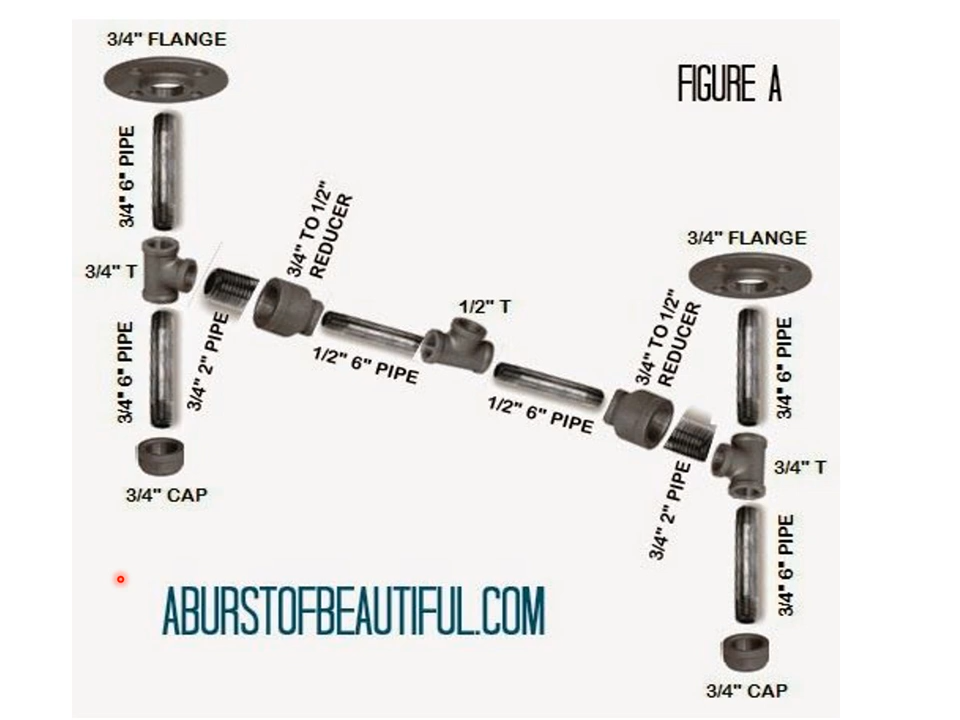 3/4" FLANGE
FIGURE A
3/4" 6" PIPE
3/4" TO 1/2"
REDUCER
3/4" T
3/4" FLANGE
1/2" T
3/4" 6" PIPE
3/4" 2" PIPE
1/2" 6" PIPE
3/4" TO 1/2"
REDUCER
3/4" 6" PIPE
1/2" 6" PIPE
3/4" CAP
3/4" T
3/4" 2" PIPE
3/4" 6" PIPE
ABURSTOFBEAUTIFUL.COM
3/4" CAP